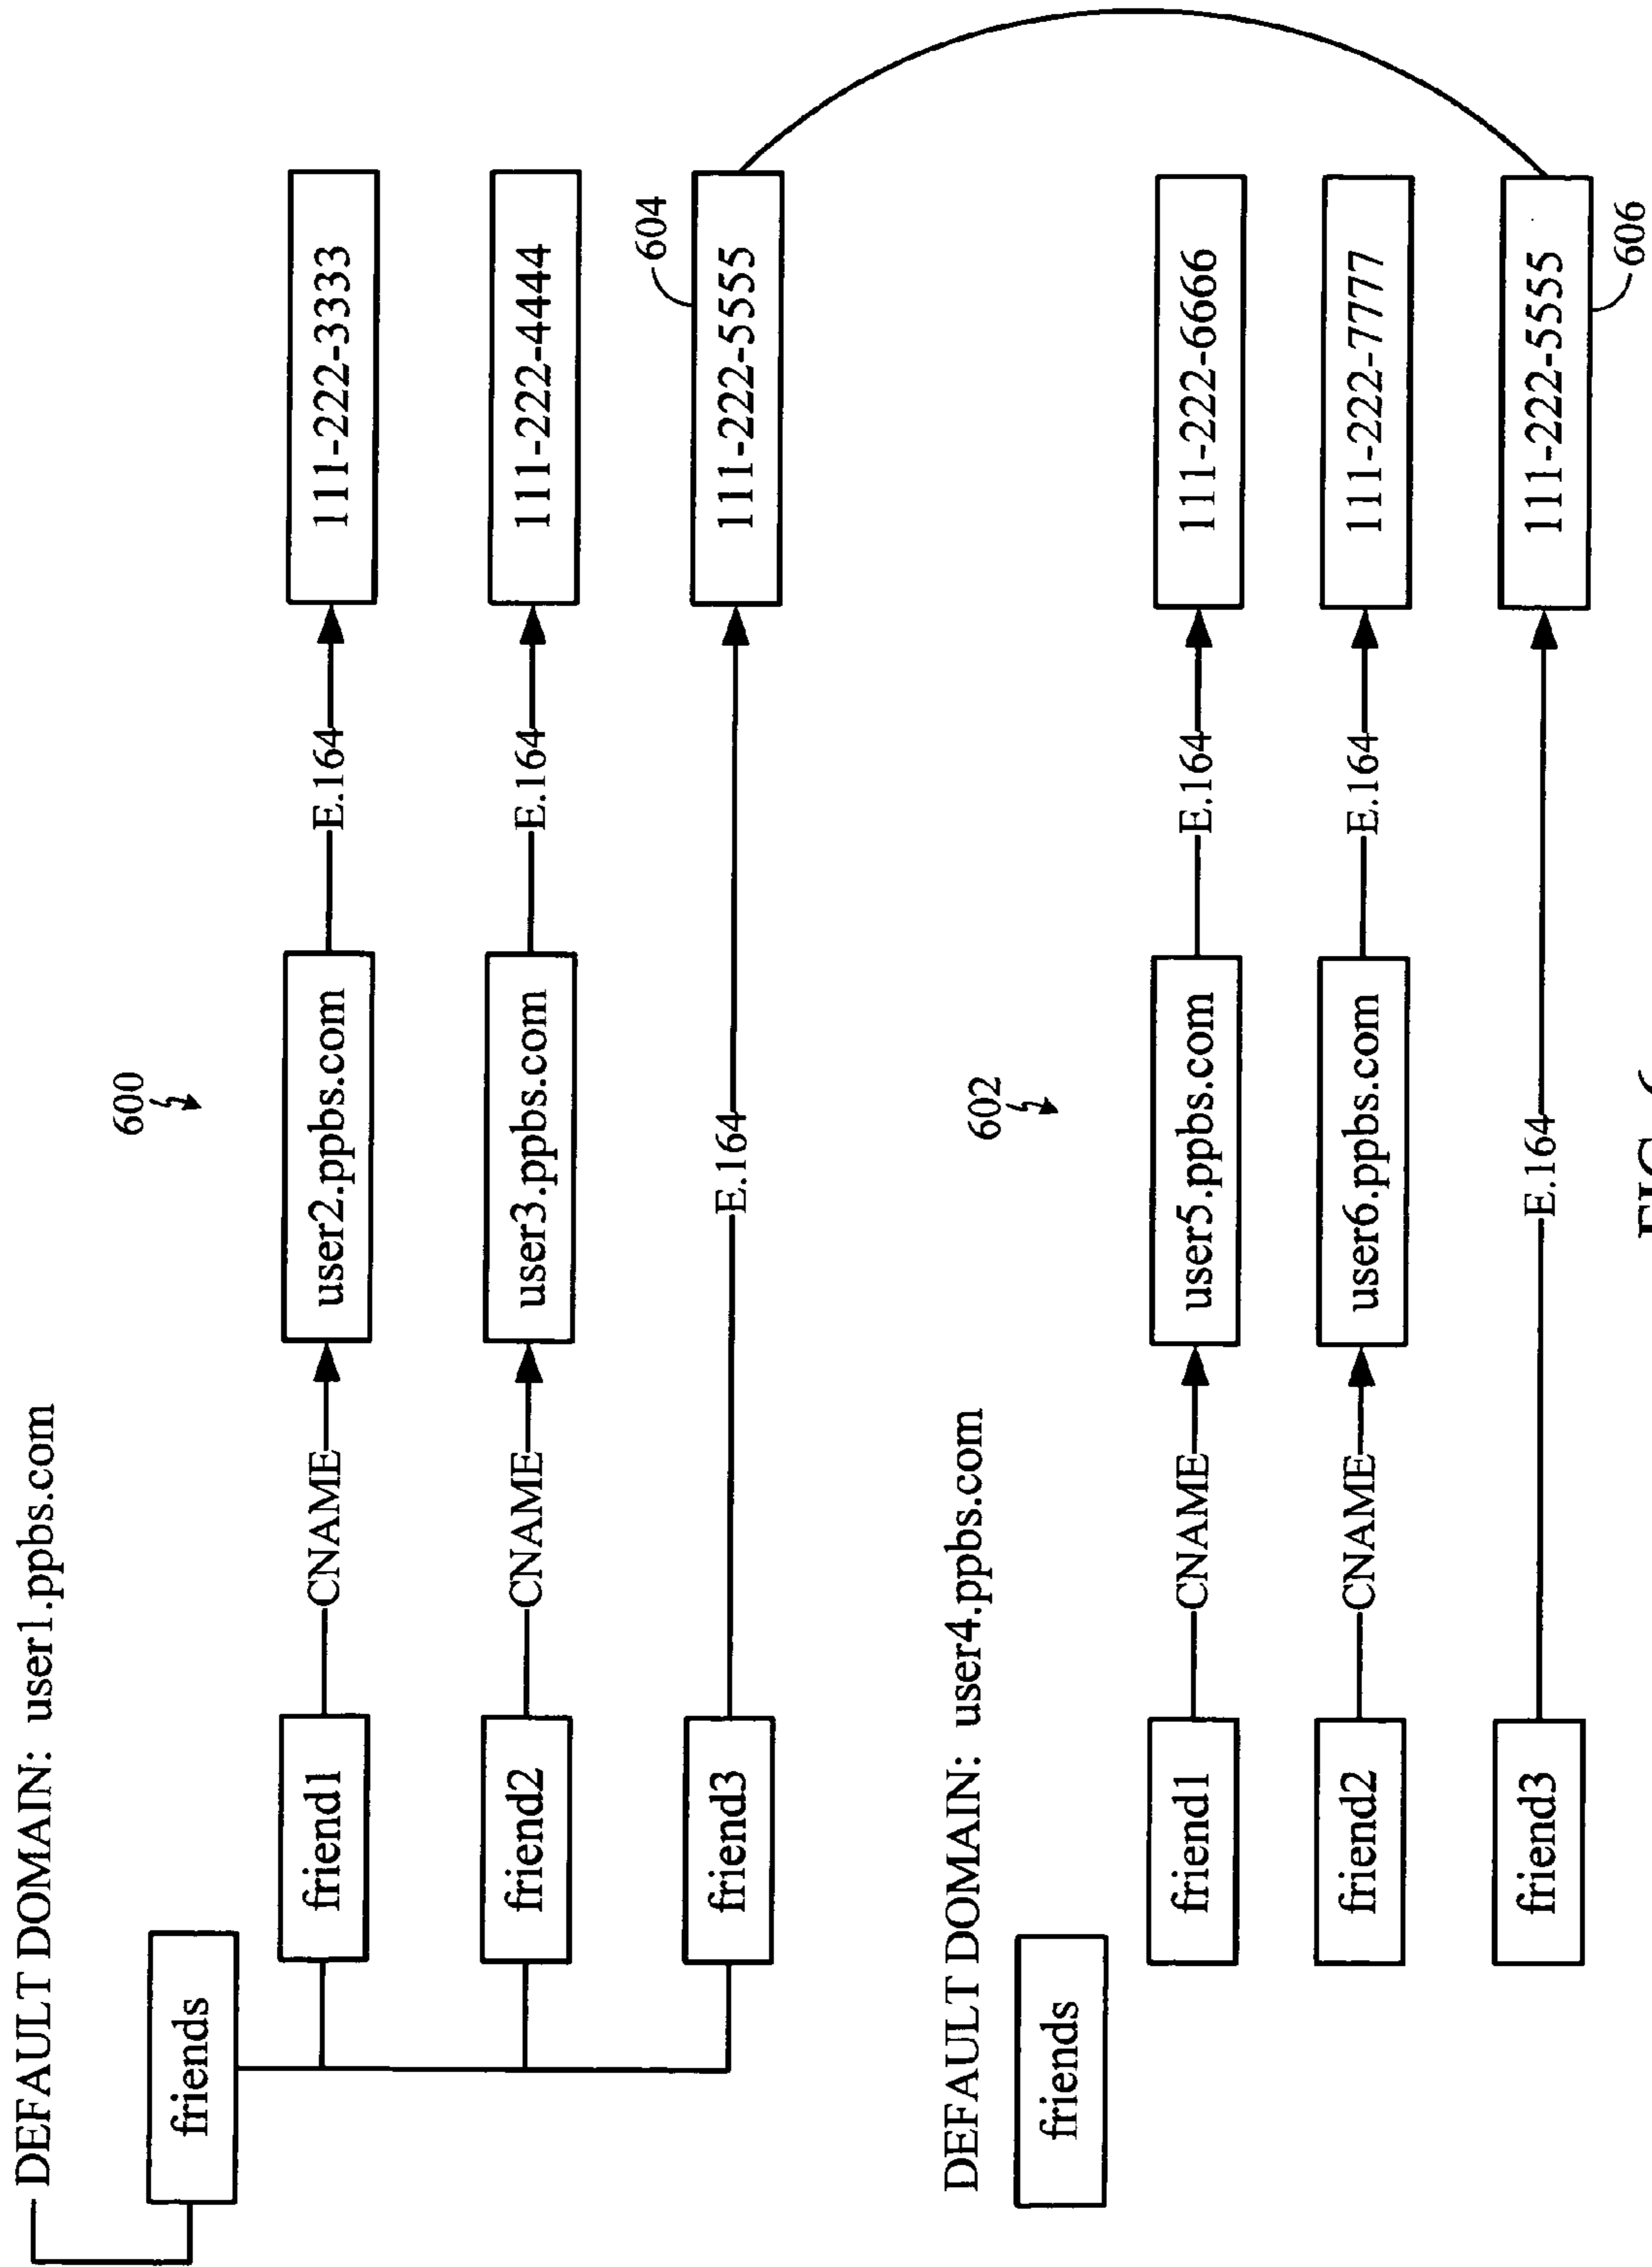 DEFAULT DOMAIN: user1.ppbs.com
600
friends
friend1
CNAME
user2.ppbs.com
E.164
111-222-3333
friend2
CNAME
user3.ppbs.com
E.164
111-222-4444
friend3
E.164
111-222-5555
604
DEFAULT DOMAIN: user4.ppbs.com
602
friends
friend1
CNAME
user5.ppbs.com
E.164
111-222-6666
friend2
CNAME
user6.ppbs.com
E.164
111-222-7777
friend3
E.164
111-222-5555
606